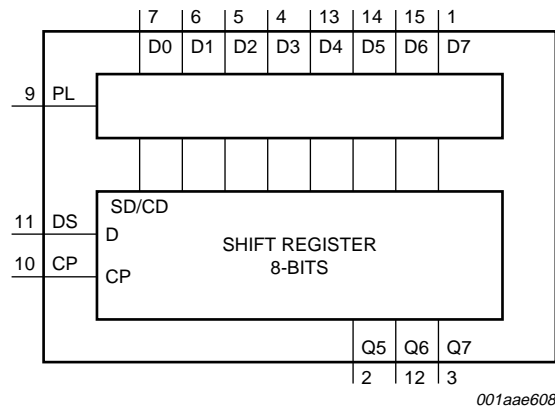 7 6 5 4 13 14 15 1
D0 D1 D2 D3 D4 D5 D6 D7
9 PL
SD/CD
11 DS D
SHIFT REGISTER
8-BITS
10 CP CP
Q5 Q6 Q7
2 12 3
001aae608